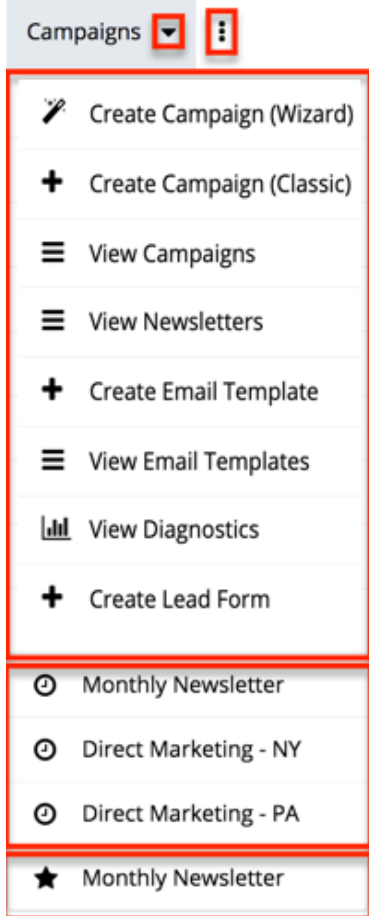 Campaigns
Create Campaign (Wizard)
Create Campaign (Classic)
View Campaigns
View Newsletters
Create Email Template
View Email Templates
View Diagnostics
Create Lead Form
Monthly Newsletter
Direct Marketing - NY
Direct Marketing - PA
Monthly Newsletter